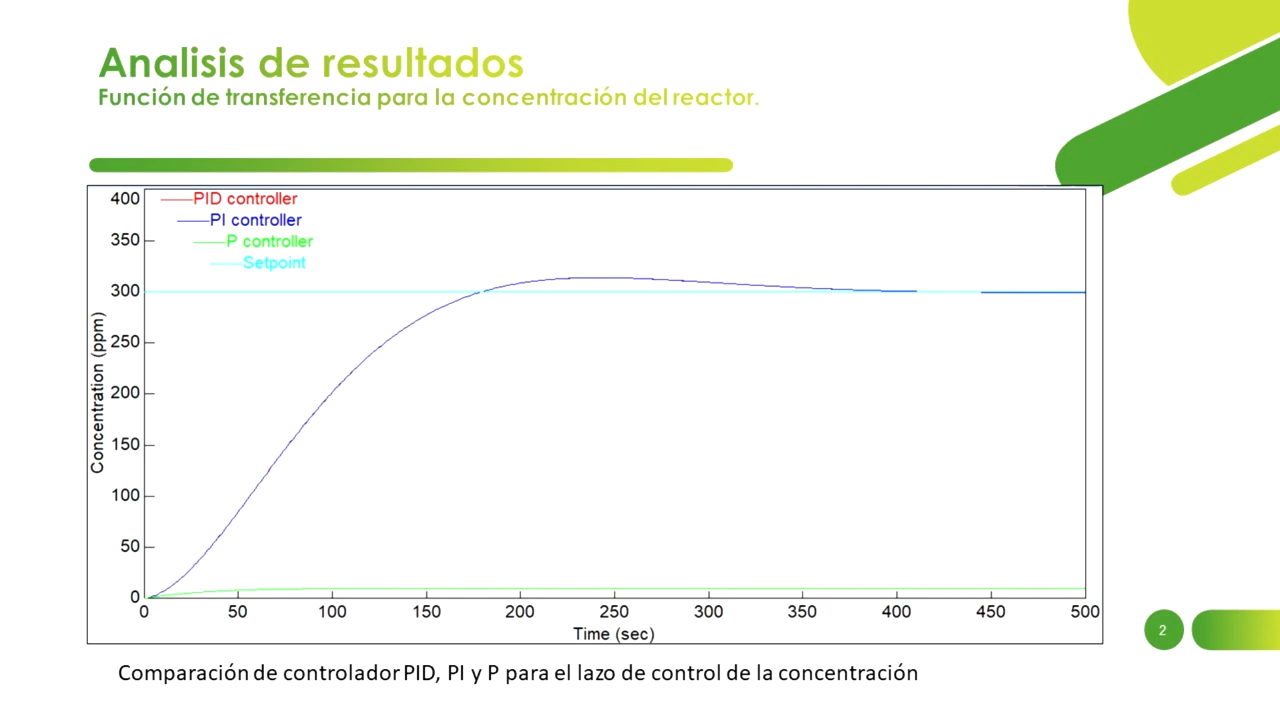 Analisis de resultados
Función de transferencia para la concentración del reactor.
PID controller
PI controller
P controller
Setpoint
400
350
300
250
200
150
100
50
0
Concentration (ppm)
0 50 100 150 200 250 300 350 400 450 500
Time (sec)
2
Comparación de controlador PID, PI y P para el lazo de control de la concentración